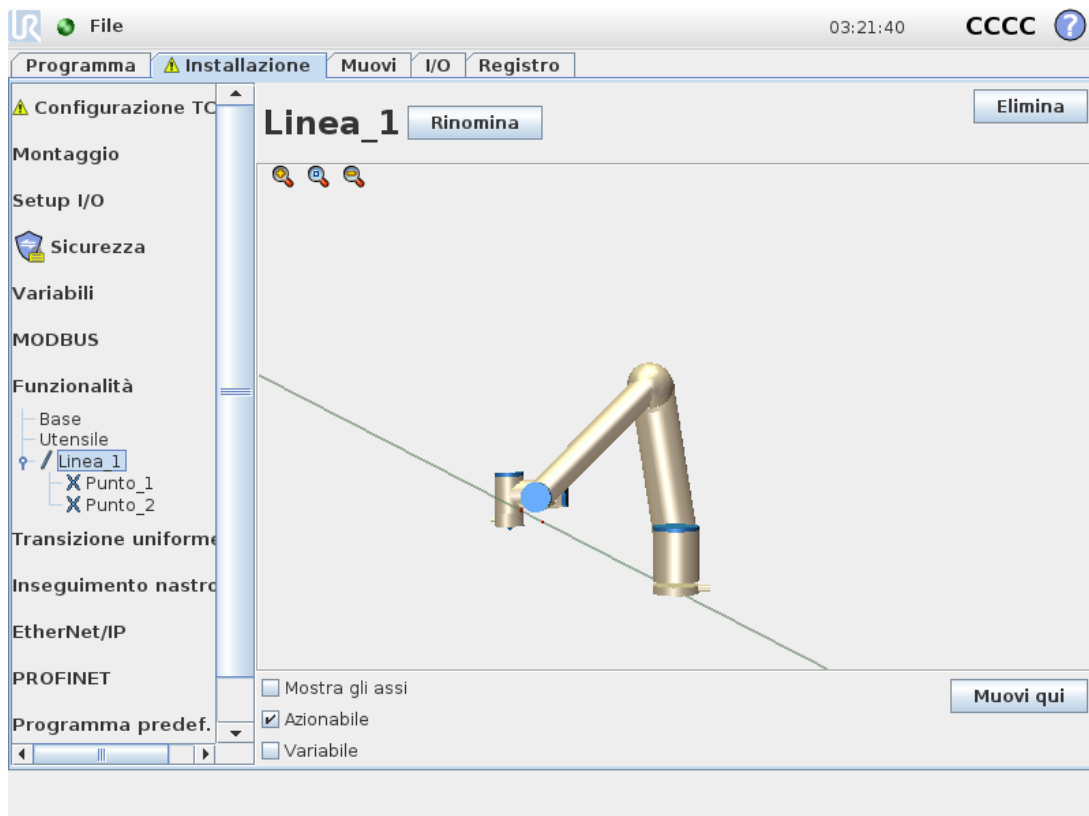 UR File 03:21:40 CCCC ?
Programma Installazione Muovi I/O Registro
Configurazione TC
Montaggio
Setup I/O
Sicurezza
Variabili
MODBUS
Funzionalità
Base
Utensile
Linea_1
Punto_1
Punto_2
Transizione uniforme
Inseguimento nastro
EtherNet/IP
PROFINET
Programma predef.
Linea_1 Rinomina Elimina
Mostra gli assi
Azionabile
Variabile
Muovi qui